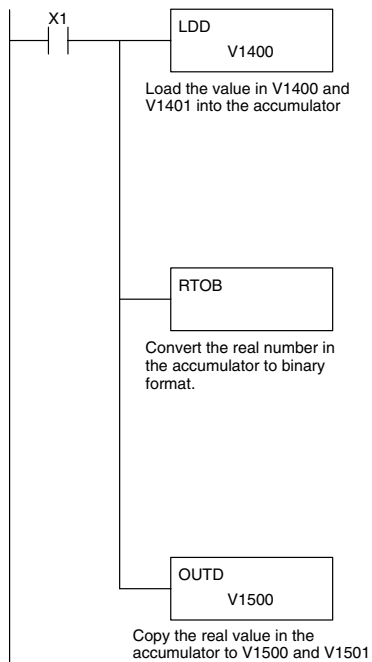 X1
LDD
V1400
Load the value in V1400 and
V1401 into the accumulator
RTOB
Convert the real number in
the accumulator to binary
format.
OUTD
V1500
Copy the real value in the
accumulator to V1500 and V1501